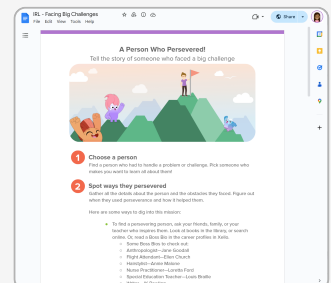 IRL - Facing Big Challenges
File Edit View Tools Help
Share
A Person Who Persevered!
Tell the story of someone who faced a big challenge
1 Choose a person
Find a person who had to handle a problem or challenge. Pick someone who
makes you want to learn all about them!
2 Spot ways they persevered
Gather all the details about the person and the obstacles they faced. Figure out
when they used perseverance and how it helped them.
Here are some ways to dig into this mission:
To find a persevering person, ask your friends, family, or your
teacher who inspires them. Look at books in the library, or search
online. Or, read a Boss Bio in the career profiles in Kello.
Some Boss Bios to check out:
Anthropologist—Jane Goodall
Flight Attendant—Ellen Church
Hairstylist—Annie Malone
Nurse Practitioner—Loretta Ford
Special Education Teacher—Louis Braille